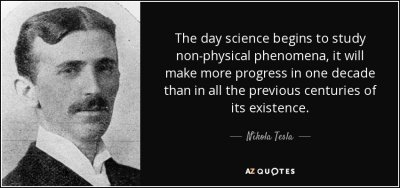 The day science begins to study
non-physical phenomena, it will
make more progress in one decade
than in all the previous centuries of
its existence.
Nikola Tesla
AZ QUOTES